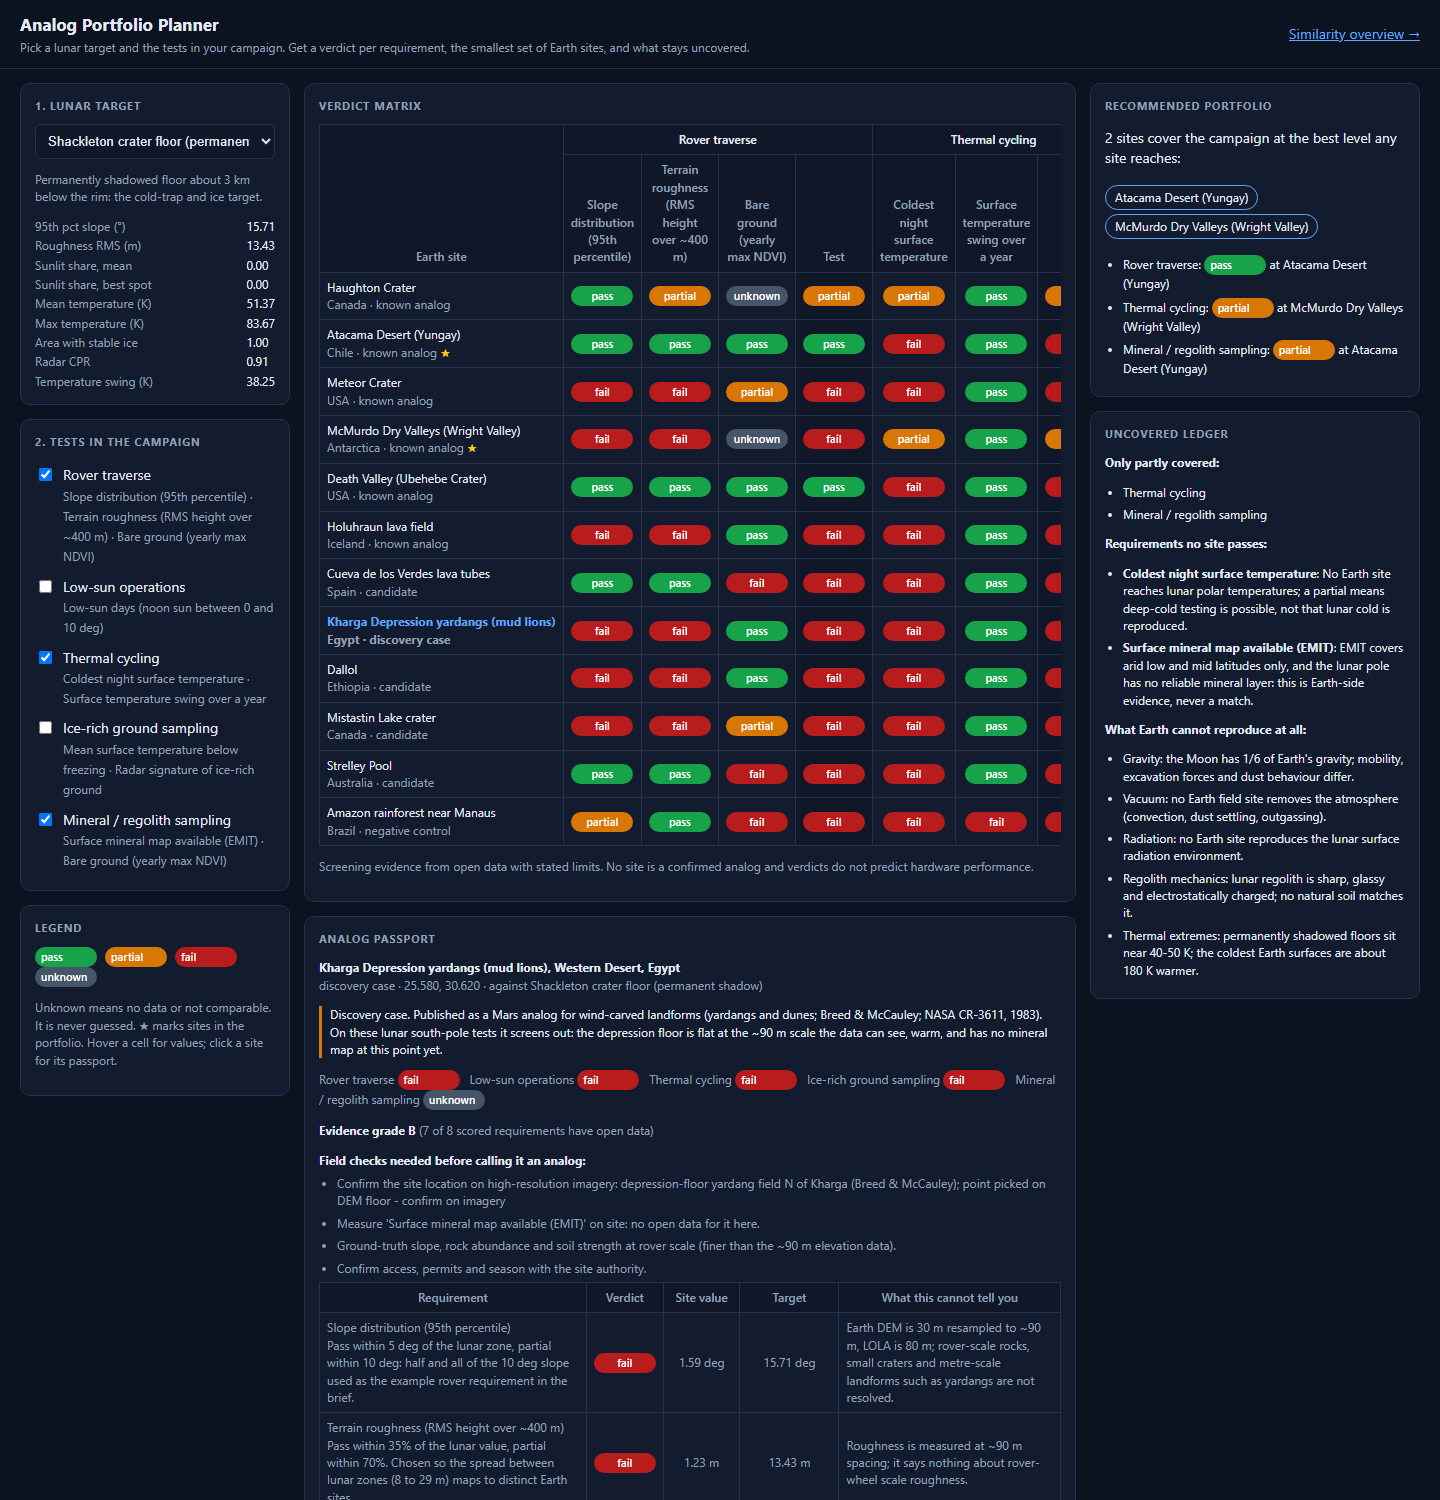 Analog Portfolio Planner
Pick a lunar target and the tests in your campaign. Get a verdict per requirement, the smallest set of Earth sites, and what stays uncovered.
Similarity overview →
1. LUNAR TARGET
Shackleton crater floor (permanen
Permanently shadowed floor about 3 km
below the rim: the cold-trap and ice target.
95th pct slope (°) 15.71
Roughness RMS (m) 13.43
Sunlit share, mean 0.00
Sunlit share, best spot 0.00
Mean temperature (K) 51.37
Max temperature (K) 83.67
Area with stable ice 1.00
Radar CPR 0.91
Temperature swing (K) 38.25
2. TESTS IN THE CAMPAIGN
Rover traverse
Slope distribution (95th percentile) ·
Terrain roughness (RMS height over
~400 m) · Bare ground (yearly max
NDVI)
Low-sun operations
Low-sun days (noon sun between 0 and
10 deg)
Thermal cycling
Coldest night surface temperature ·
Surface temperature swing over a year
Ice-rich ground sampling
Mean surface temperature below
freezing · Radar signature of ice-rich
ground
Mineral / regolith sampling
Surface mineral map available (EMIT) ·
Bare ground (yearly max NDVI)
LEGEND
pass partial fail
unknown
Unknown means no data or not comparable.
It is never guessed. ★ marks sites in the
portfolio. Hover a cell for values; click a site
for its passport.
VERDICT MATRIX
Rover traverse Thermal cycling
Earth site
Slope
distribution
(95th
percentile)
Terrain
roughness
(RMS
height
over ~400
m)
Bare
ground
(yearly
max NDVI)
Test
Coldest
night
surface
temperature
Surface
temperature
swing over
a year
Haughton Crater
Canada · known analog
pass partial unknown partial partial pass
Atacama Desert (Yungay)
Chile · known analog ★
pass pass pass pass fail pass
Meteor Crater
USA · known analog
fail fail partial fail fail pass
McMurdo Dry Valleys (Wright Valley)
Antarctica · known analog ★
fail fail unknown fail partial pass
Death Valley (Ubehebe Crater)
USA · known analog
pass pass pass pass fail pass
Holuhraun lava field
Iceland · known analog
fail fail pass fail fail pass
Cueva de los Verdes lava tubes
Spain · candidate
pass pass fail fail fail pass
Kharga Depression yardangs (mud lions)
Egypt · discovery case
fail fail pass fail fail pass
Dallol
Ethiopia · candidate
fail fail pass fail fail pass
Mistastin Lake crater
Canada · candidate
fail fail partial fail fail pass
Strelley Pool
Australia · candidate
pass pass fail fail fail pass
Amazon rainforest near Manaus
Brazil · negative control
partial pass fail fail fail fail
Screening evidence from open data with stated limits. No site is a confirmed analog and verdicts do not predict hardware performance.
ANALOG PASSPORT
Kharga Depression yardangs (mud lions), Western Desert, Egypt
discovery case · 25.580, 30.620 · against Shackleton crater floor (permanent shadow)
Discovery case. Published as a Mars analog for wind-carved landforms (yardangs and dunes; Breed & McCauley; NASA CR-3611, 1983).
On these lunar south-pole tests it screens out: the depression floor is flat at the ~90 m scale the data can see, warm, and has no mineral
map at this point yet.
Rover traverse fail Low-sun operations fail Thermal cycling fail Ice-rich ground sampling fail Mineral
/ regolith sampling unknown
Evidence grade B (7 of 8 scored requirements have open data)
Field checks needed before calling it an analog:
• Confirm the site location on high-resolution imagery: depression-floor yardang field N of Kharga (Breed & McCauley); point picked on
DEM floor - confirm on imagery
• Measure 'Surface mineral map available (EMIT)' on site: no open data for it here.
• Ground-truth slope, rock abundance and soil strength at rover scale (finer than the ~90 m elevation data).
• Confirm access, permits and season with the site authority.
Requirement Verdict Site value Target What this cannot tell you
Slope distribution (95th percentile)
Pass within 5 deg of the lunar zone, partial
within 10 deg: half and all of the 10 deg slope
used as the example rover requirement in the
brief.
fail 1.59 deg 15.71 deg
Earth DEM is 30 m resampled to ~90
m, LOLA is 80 m; rover-scale rocks,
small craters and metre-scale
landforms such as yardangs are not
resolved.
Terrain roughness (RMS height over ~400 m)
Pass within 35% of the lunar value, partial
within 70%. Chosen so the spread between
lunar zones (8 to 29 m) maps to distinct Earth
sites.
fail 1.23 m 13.43 m
Roughness is measured at ~90 m
spacing; it says nothing about rover-
wheel scale roughness.
RECOMMENDED PORTFOLIO
2 sites cover the campaign at the best level any
site reaches:
Atacama Desert (Yungay)
McMurdo Dry Valleys (Wright Valley)
• Rover traverse: pass at Atacama Desert
(Yungay)
• Thermal cycling: partial at McMurdo Dry Valleys
(Wright Valley)
• Mineral / regolith sampling: partial at Atacama
Desert (Yungay)
UNCOVERED LEDGER
Only partly covered:
• Thermal cycling
• Mineral / regolith sampling
Requirements no site passes:
• Coldest night surface temperature: No Earth site
reaches lunar polar temperatures; a partial means
deep-cold testing is possible, not that lunar cold is
reproduced.
• Surface mineral map available (EMIT): EMIT covers
arid low and mid latitudes only, and the lunar pole
has no reliable mineral layer: this is Earth-side
evidence, never a match.
What Earth cannot reproduce at all:
• Gravity: the Moon has 1/6 of Earth's gravity; mobility,
excavation forces and dust behaviour differ.
• Vacuum: no Earth field site removes the atmosphere
(convection, dust settling, outgassing).
• Radiation: no Earth site reproduces the lunar surface
radiation environment.
• Regolith mechanics: lunar regolith is sharp, glassy
and electrostatically charged; no natural soil matches
it.
• Thermal extremes: permanently shadowed floors sit
near 40-50 K; the coldest Earth surfaces are about
180 K warmer.